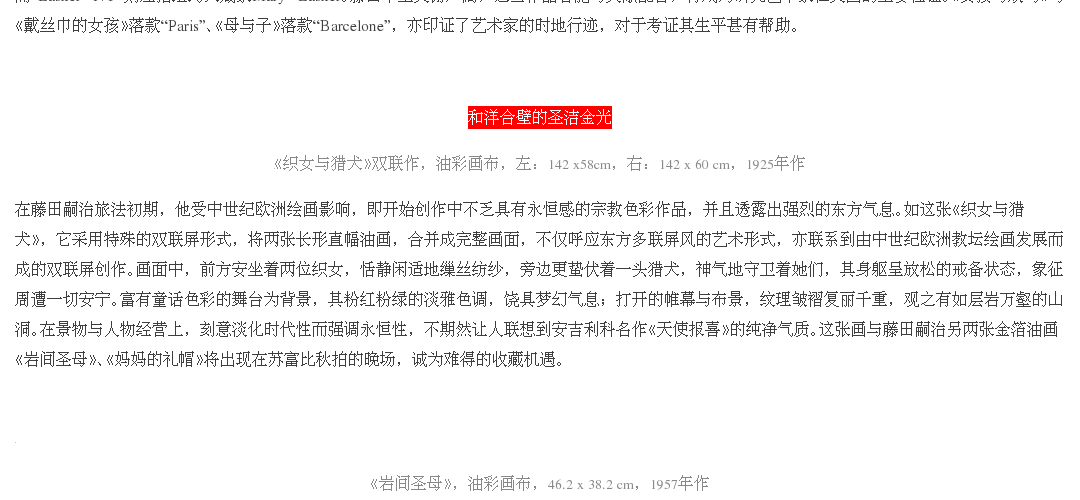 《戴丝巾的女孩》落款“Paris”、《母与子》落款“Barcelone”，亦印证了艺术家的时地行迹，对于考证其生平甚有帮助。
和洋合璧的圣洁金光
《织女与猎犬》双联作，油彩画布，左：142 x58cm，右：142 x 60 cm，1925年作
在藤田嗣治旅法初期，他受中世纪欧洲绘画影响，即开始创作中不乏具有永恒感的宗教色彩作品，并且透露出强烈的东方气息。如这张《织女与猎
犬》，它采用特殊的双联屏形式，将两张长形直幅油画，合并成完整画面，不仅呼应东方多联屏风的艺术形式，亦联系到由中世纪欧洲教坛绘画发展而
成的双联屏创作。画面中，前方安坐着两位织女，恬静闲适地缫丝纺纱，旁边更蛰伏着一头猎犬，神气地守卫着她们，其身躯呈放松的戒备状态，象征
周遭一切安宁。富有童话色彩的舞台为背景，其粉红粉绿的淡雅色调，饶具梦幻气息；打开的帷幕与布景，纹理皱褶复丽千重，观之有如层岩万壑的山
洞。在景物与人物经营上，刻意淡化时代性而强调永恒性，不期然让人联想到安吉利科名作《天使报喜》的纯净气质。这张画与藤田嗣治另两张金箔油画
《岩间圣母》、《妈妈的礼帽》将出现在苏富比秋拍的晚场，诚为难得的收藏机遇。
《岩间圣母》，油彩画布，46.2 x 38.2 cm，1957年作